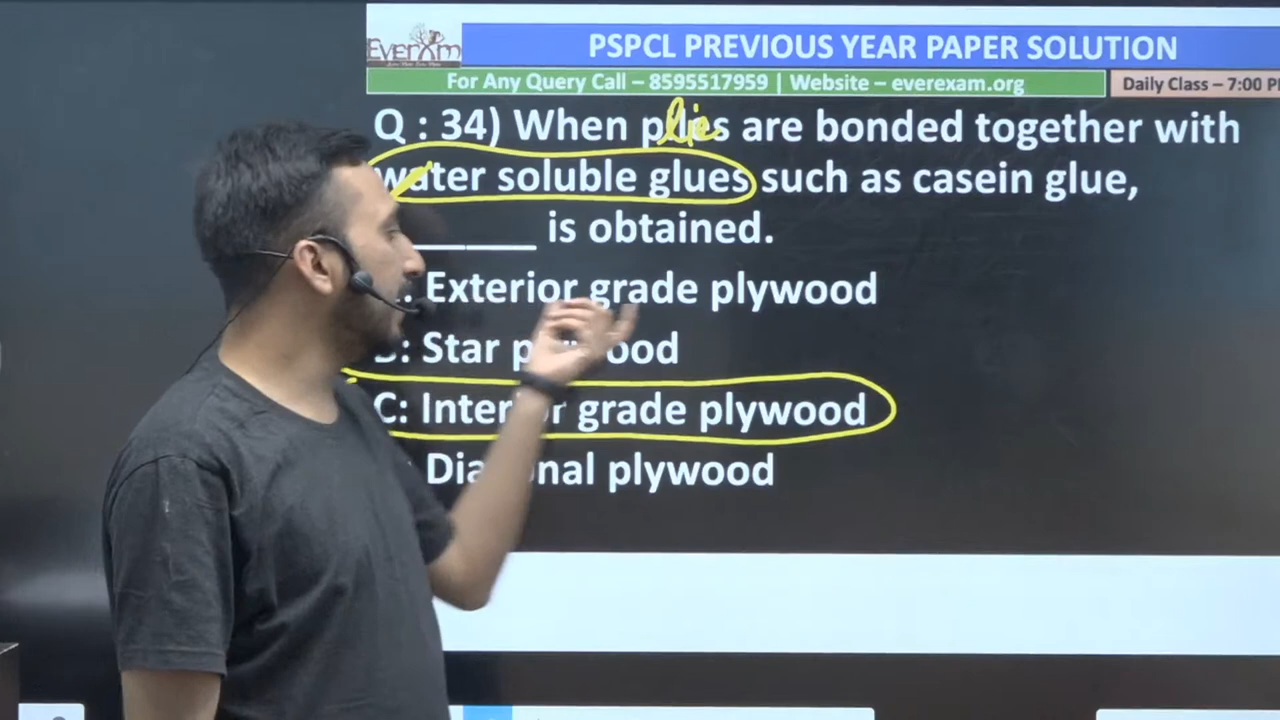 EVEREXAM
PSPCL PREVIOUS YEAR PAPER SOLUTION
For Any Query Call – 8595517959 | Website – everexam.org
Daily Class – 7:00 P
Q : 34) When plies are bonded together with
lie
water soluble glues such as casein glue,
is obtained.
Exterior grade plywood
B: Star
C: Interior grade plywood
plywood